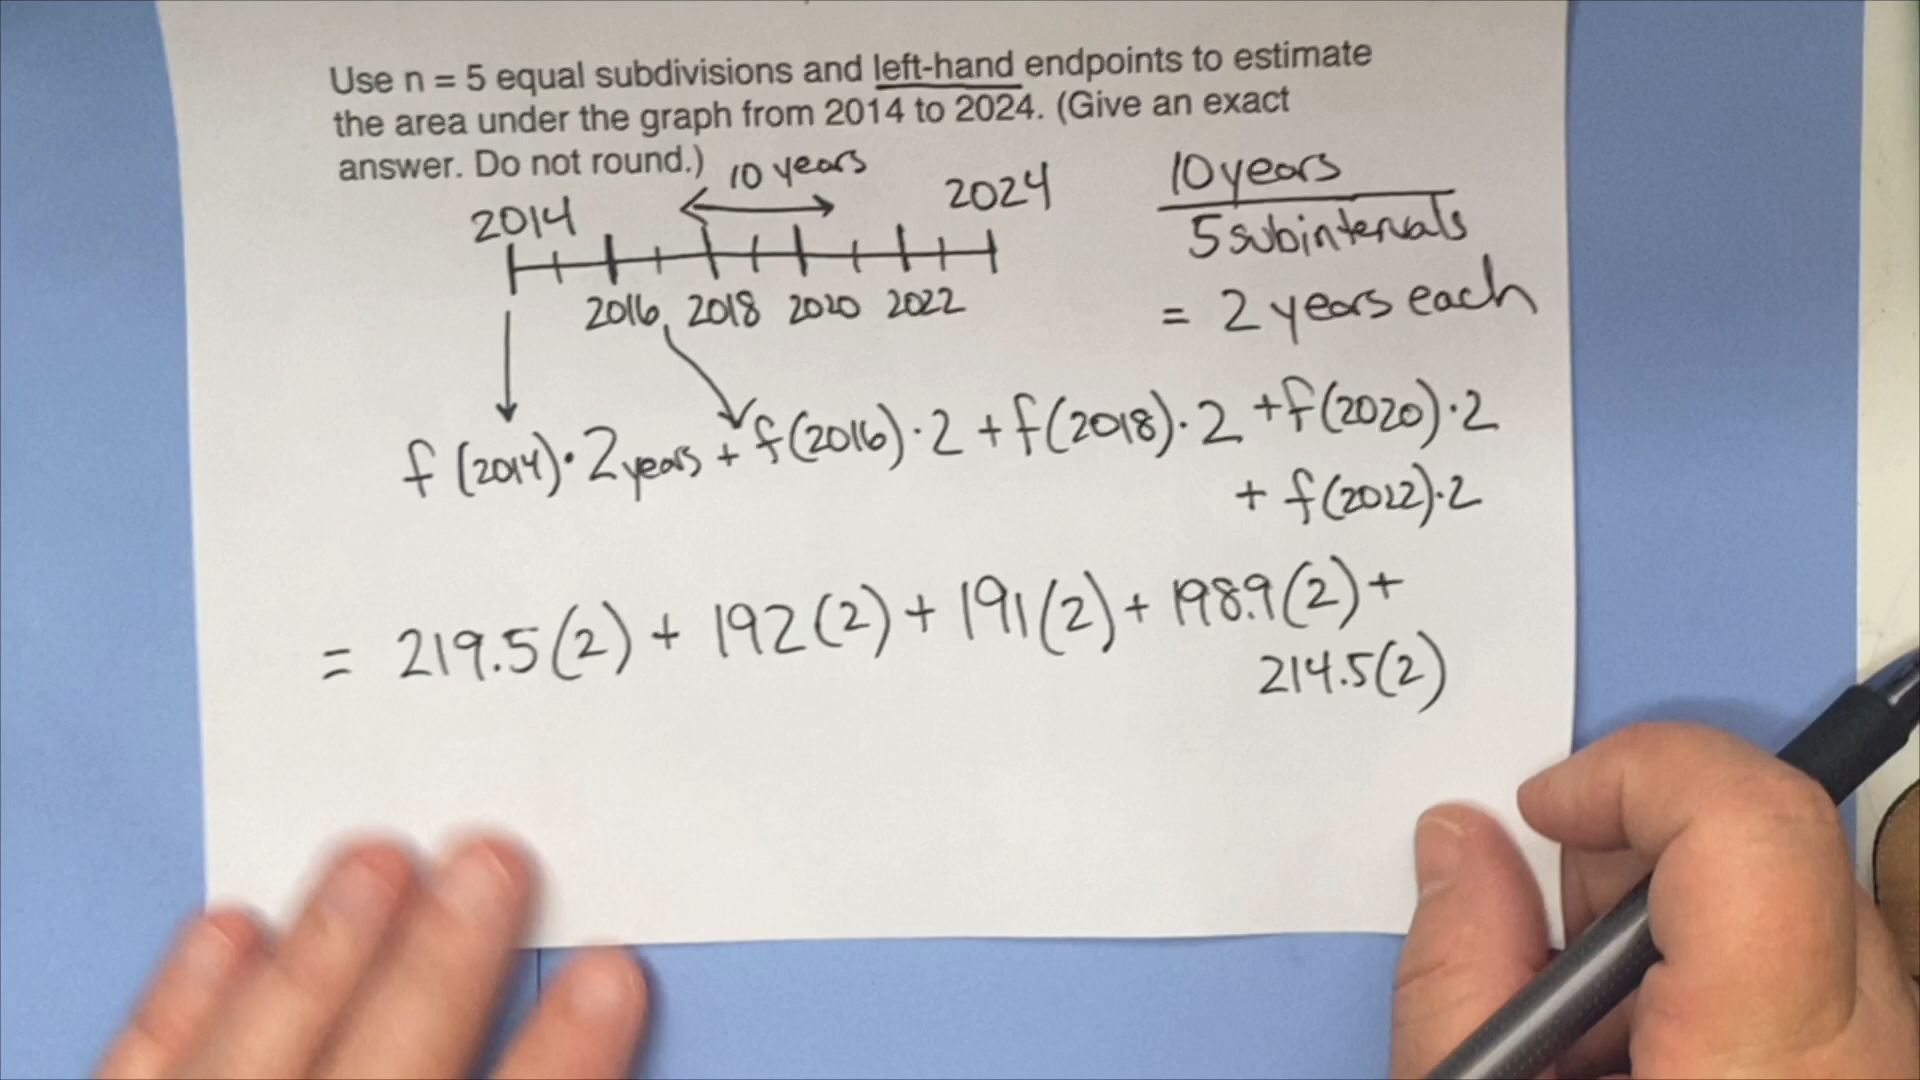 Use n = 5 equal subdivisions and left-hand endpoints to estimate
the area under the graph from 2014 to 2024. (Give an exact
answer. Do not round.)
10 years
2014
2024
2016 2018 2020 2022
10 years
5 subintervals
= 2 years each
f(2014)·2 years + f(2016)·2 + f(2018)·2 + f(2020)·2
+ f(2022)·2
= 219.5(2) + 192(2) + 191(2) + 198.9(2) +
214.5(2)